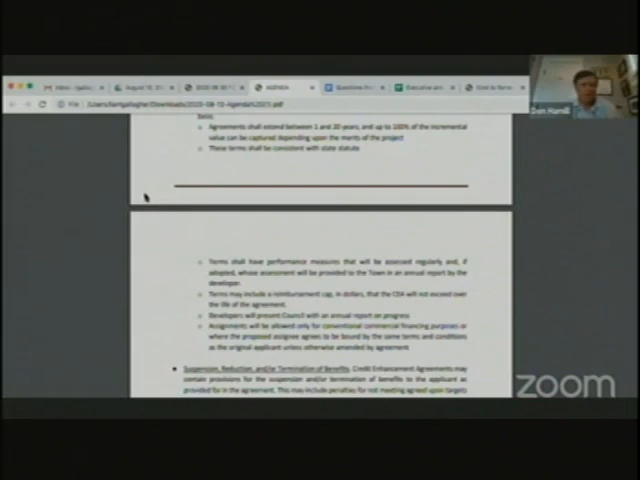 AGENDA
File
Don Hamill
basis
Agreements shall extend between 1 and 20 years, and up to 100% of the incremental
value can be captured depending upon the merits of the project
These terms shall be consistent with state statute
Terms shall have performance measures that will be assessed regularly and, if
adopted, whose assessment will be provided to the Town in an annual report by the
developer.
Terms may include a reimbursement cap, in dollars, that the CEA will not exceed over
the life of the agreement.
Developers will present Council with an annual report on progress
Assignments will be allowed only for conventional commercial financing purposes or
where the proposed assignee agrees to be bound by the same terms and conditions
as the original applicant unless otherwise amended by agreement
Suspension, Reduction, and/or Termination of Benefits. Credit Enhancement Agreements may
contain provisions for the suspension and/or termination of benefits to the applicant as
provided for in the agreement. This may include penalties for not meeting agreed upon targets
zoom